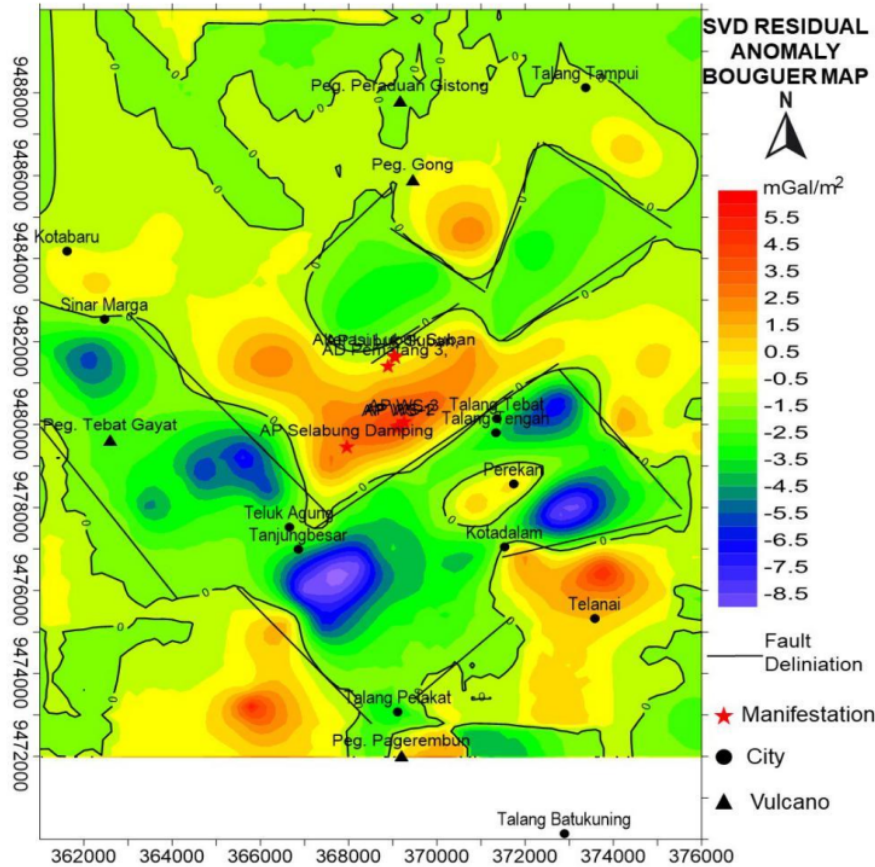 SVD RESIDUAL
ANOMALY
BOUGUER MAP
N
mGal/m²
5.5
4.5
3.5
2.5
1.5
0.5
-0.5
-1.5
-2.5
-3.5
-4.5
-5.5
-6.5
-7.5
-8.5
Fault
Deliniation
Manifestation
City
Vulcano
9488000
9486000
9484000
9482000
9480000
9478000
9476000
9474000
9472000
Peg. Peraduan Gistong
Talang Tampui
Peg. Gong
Kotabaru
Sinar Marga
AD Pematang 3,
AP WS-2
Talang Tebat
Talang Tengah
Peg. Tebat Gayat
AP Selabung Damping
Perekan
Teluk Agung
Tanjungbesar
Kotadalam
Telanai
Talang Pelakat
Peg. Pagerembun
Talang Batukuning
362000 364000 366000 368000 370000 372000 374000 376000